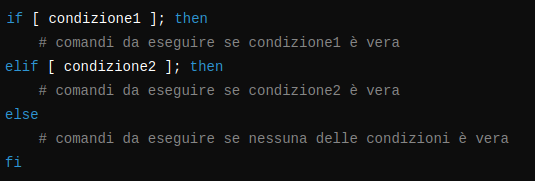 if [ condizione1 ]; then
    # comandi da eseguire se condizione1 è vera
elif [ condizione2 ]; then
    # comandi da eseguire se condizione2 è vera
else
    # comandi da eseguire se nessuna delle condizioni è vera
fi